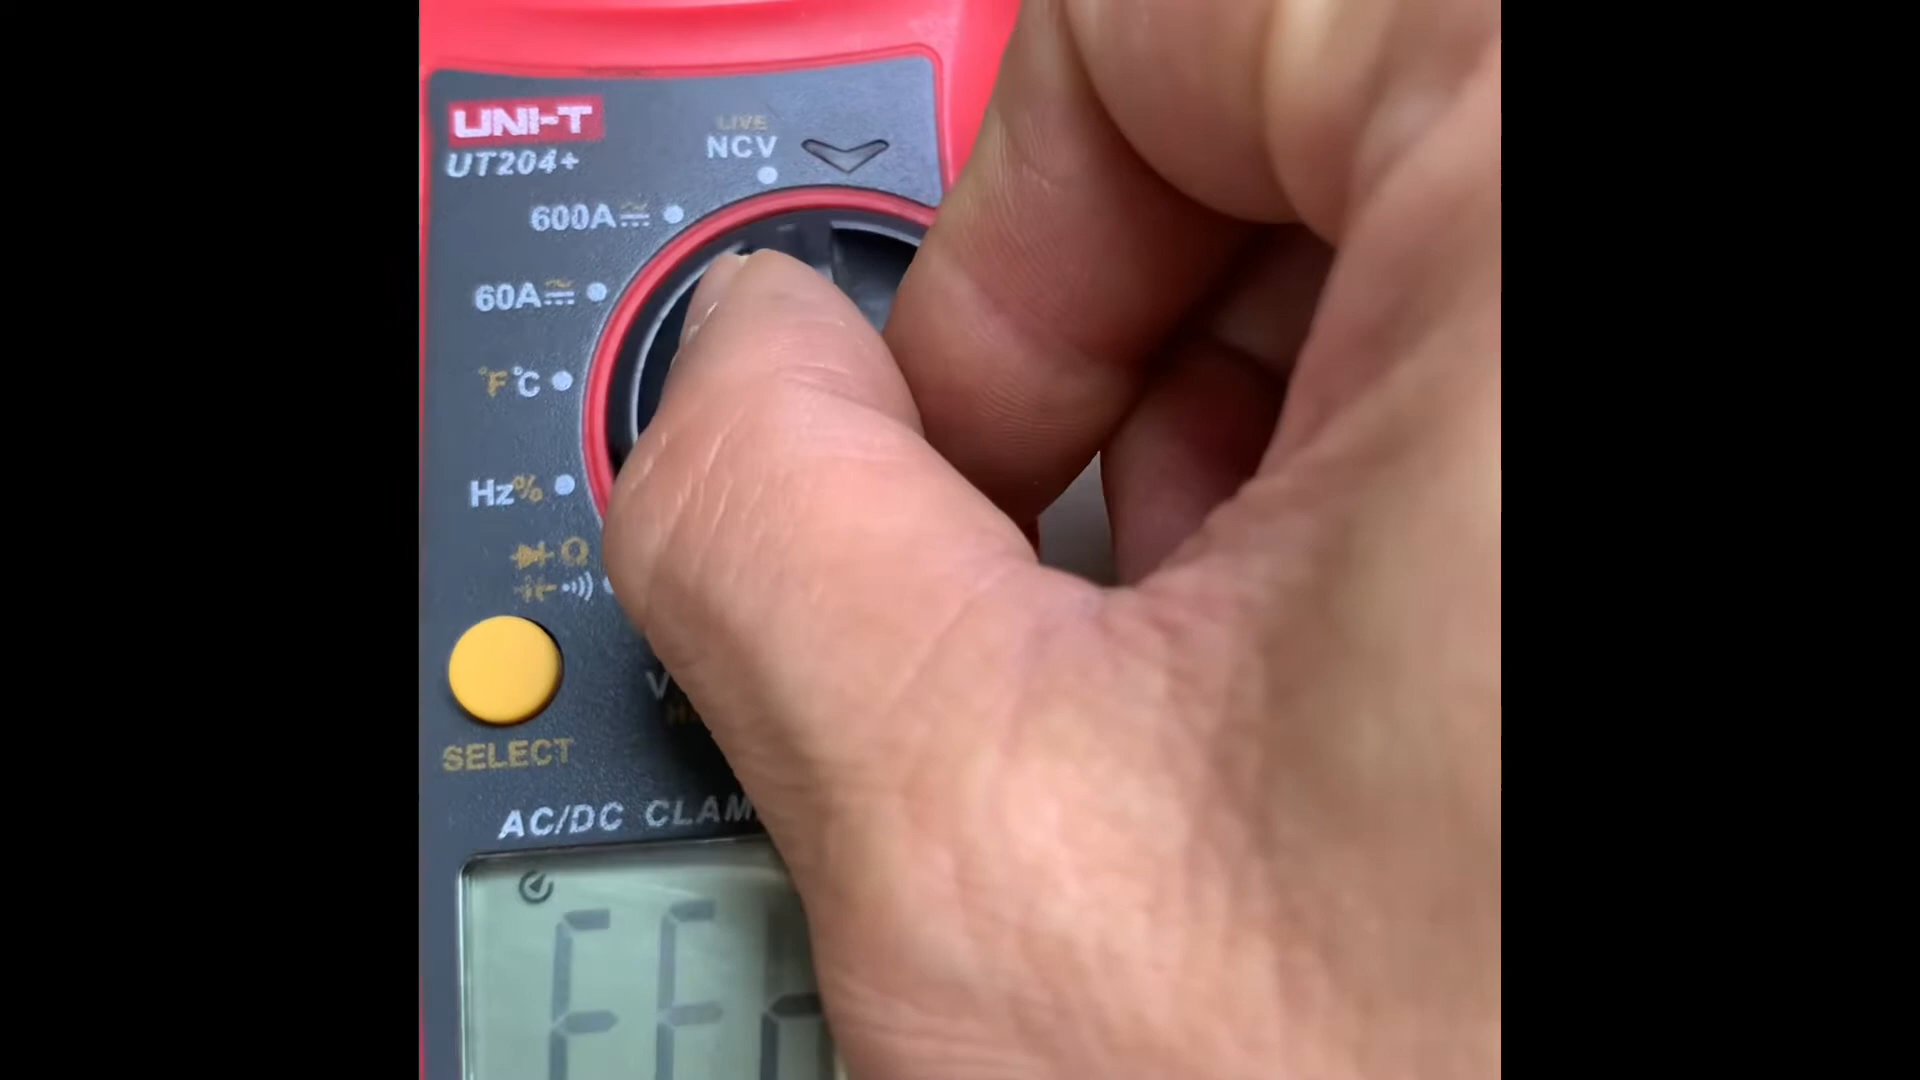 UNI-T
UT204+
LIVE
NCV
600A
60A
°F°C
Hz%
Ω
V
SELECT
AC/DC CLAM